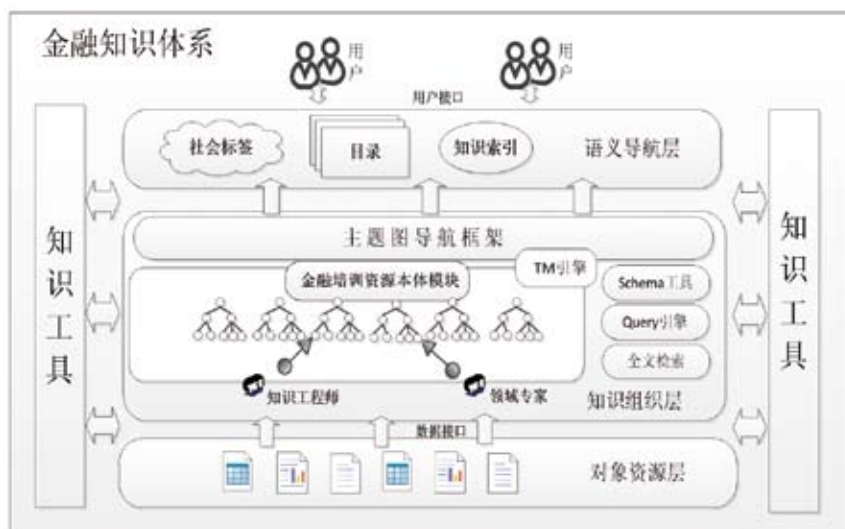 金融知识体系
用户
用户
用户接口
社会标签
目录
知识索引
语义导航层
知识工具
知识工具
主题图导航框架
TM引擎
金融培训资源本体模块
Schema工具
Query引擎
全文检索
知识工程师
领域专家
知识组织层
数据接口
对象资源层